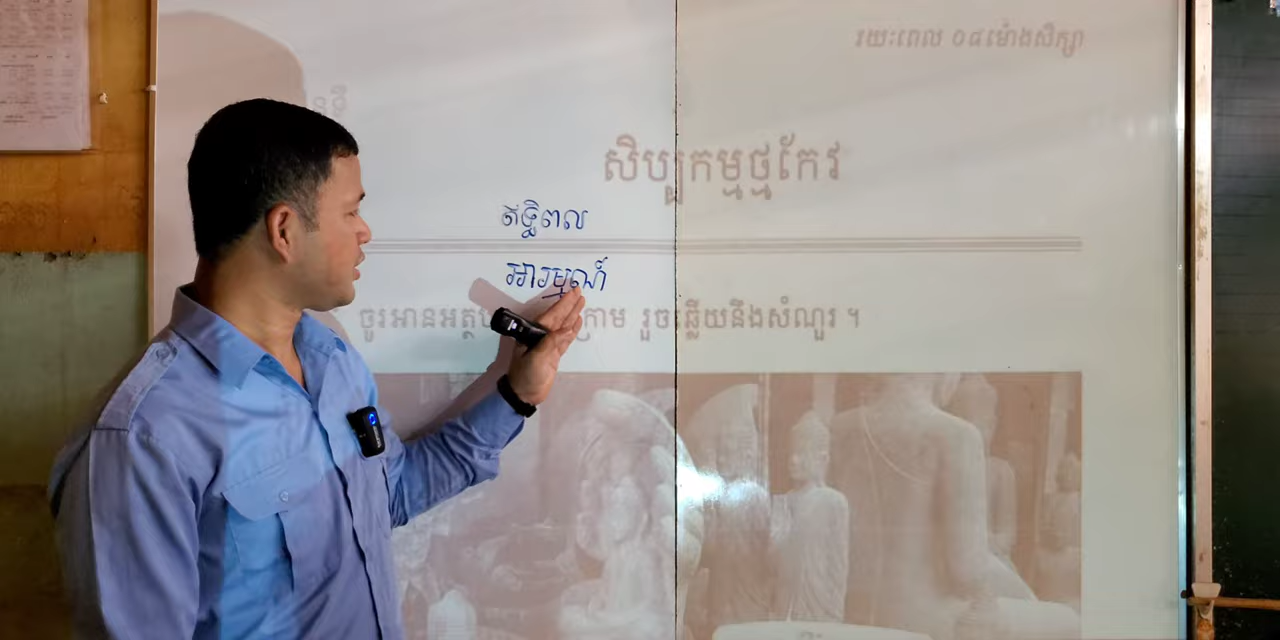 រយៈពេល ០៨ម៉ោងសិក្សា
សិប្បកម្មថ្មកែវ
ឥទ្ធិពល
អារម្មណ៍
ចូរអានអត្ថបទ ក្រោម រួចឆ្លើយនឹងសំណួរ ។